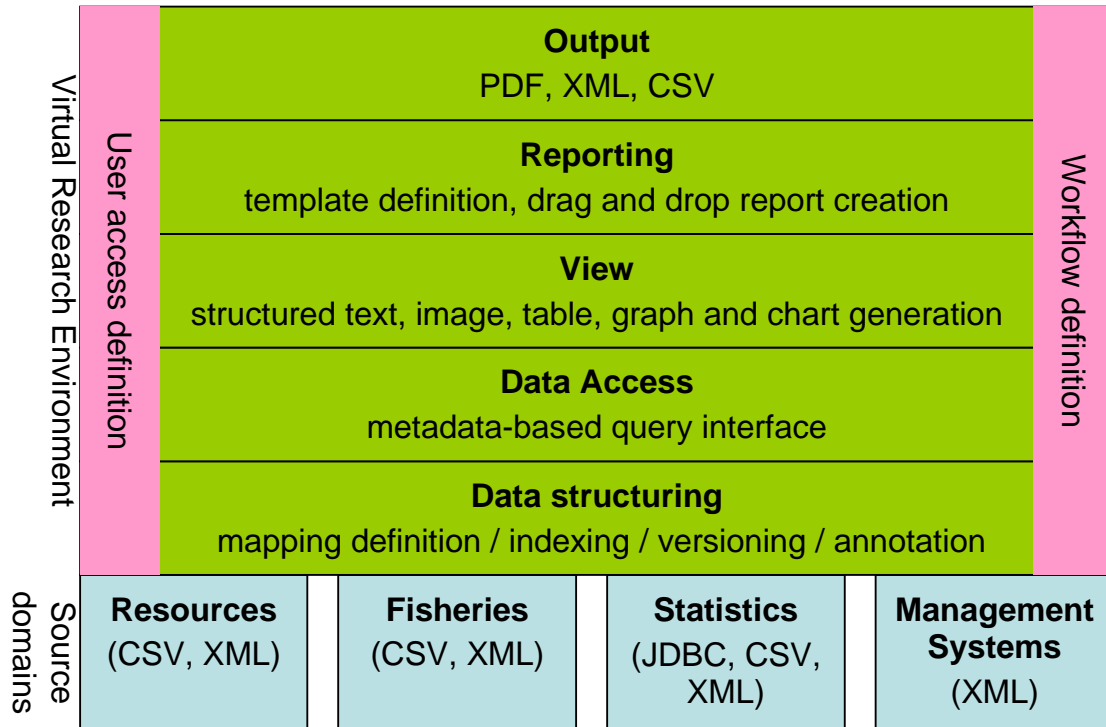 Virtual Research Environment
User access definition
Output
PDF, XML, CSV
Reporting
template definition, drag and drop report creation
View
structured text, image, table, graph and chart generation
Data Access
metadata-based query interface
Data structuring
mapping definition / indexing / versioning / annotation
Workflow definition
Source
domains
Resources
(CSV, XML)
Fisheries
(CSV, XML)
Statistics
(JDBC, CSV,
XML)
Management
Systems
(XML)